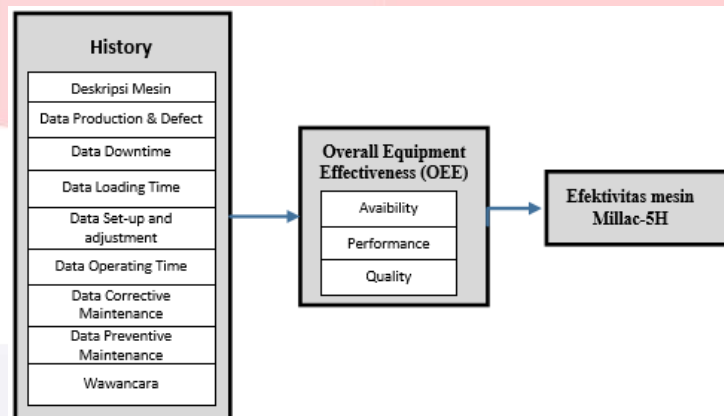 History
Deskripsi Mesin
Data Production & Defect
Data Downtime
Data Loading Time
Data Set-up and
adjustment
Data Operating Time
Data Corrective
Maintenance
Data Preventive
Maintenance
Wawancara
Overall Equipment
Effectiveness (OEE)
Avaibility
Performance
Quality
Efektivitas mesin
Millac-5H